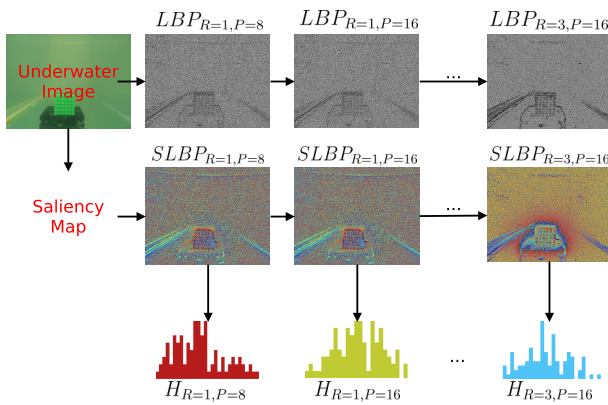 LBP_{R=1,P=8} LBP_{R=1,P=16} LBP_{R=3,P=16}
Underwater
Image
...
SLBP_{R=1,P=8} SLBP_{R=1,P=16} SLBP_{R=3,P=16}
Saliency
Map
...
...
H_{R=1,P=8} H_{R=1,P=16} H_{R=3,P=16}